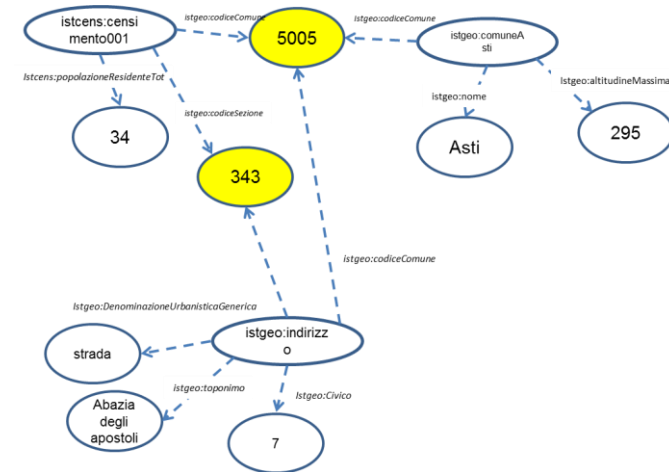 istcens:censi
mento001
istgeo:codiceComune
5005
istgeo:codiceComune
istgeo:comuneA
sti
Istcens:popolazioneResidenteTot
istgeo:nome
Istgeo:altitudineMassima
istgeo:codiceSezione
34
Asti
295
343
istgeo:codiceComune
Istgeo:DenominazioneUrbanisticaGenerica
istgeo:indirizz
o
strada
istgeo:toponimo
Istgeo:Civico
Abazia
degli
apostoli
7